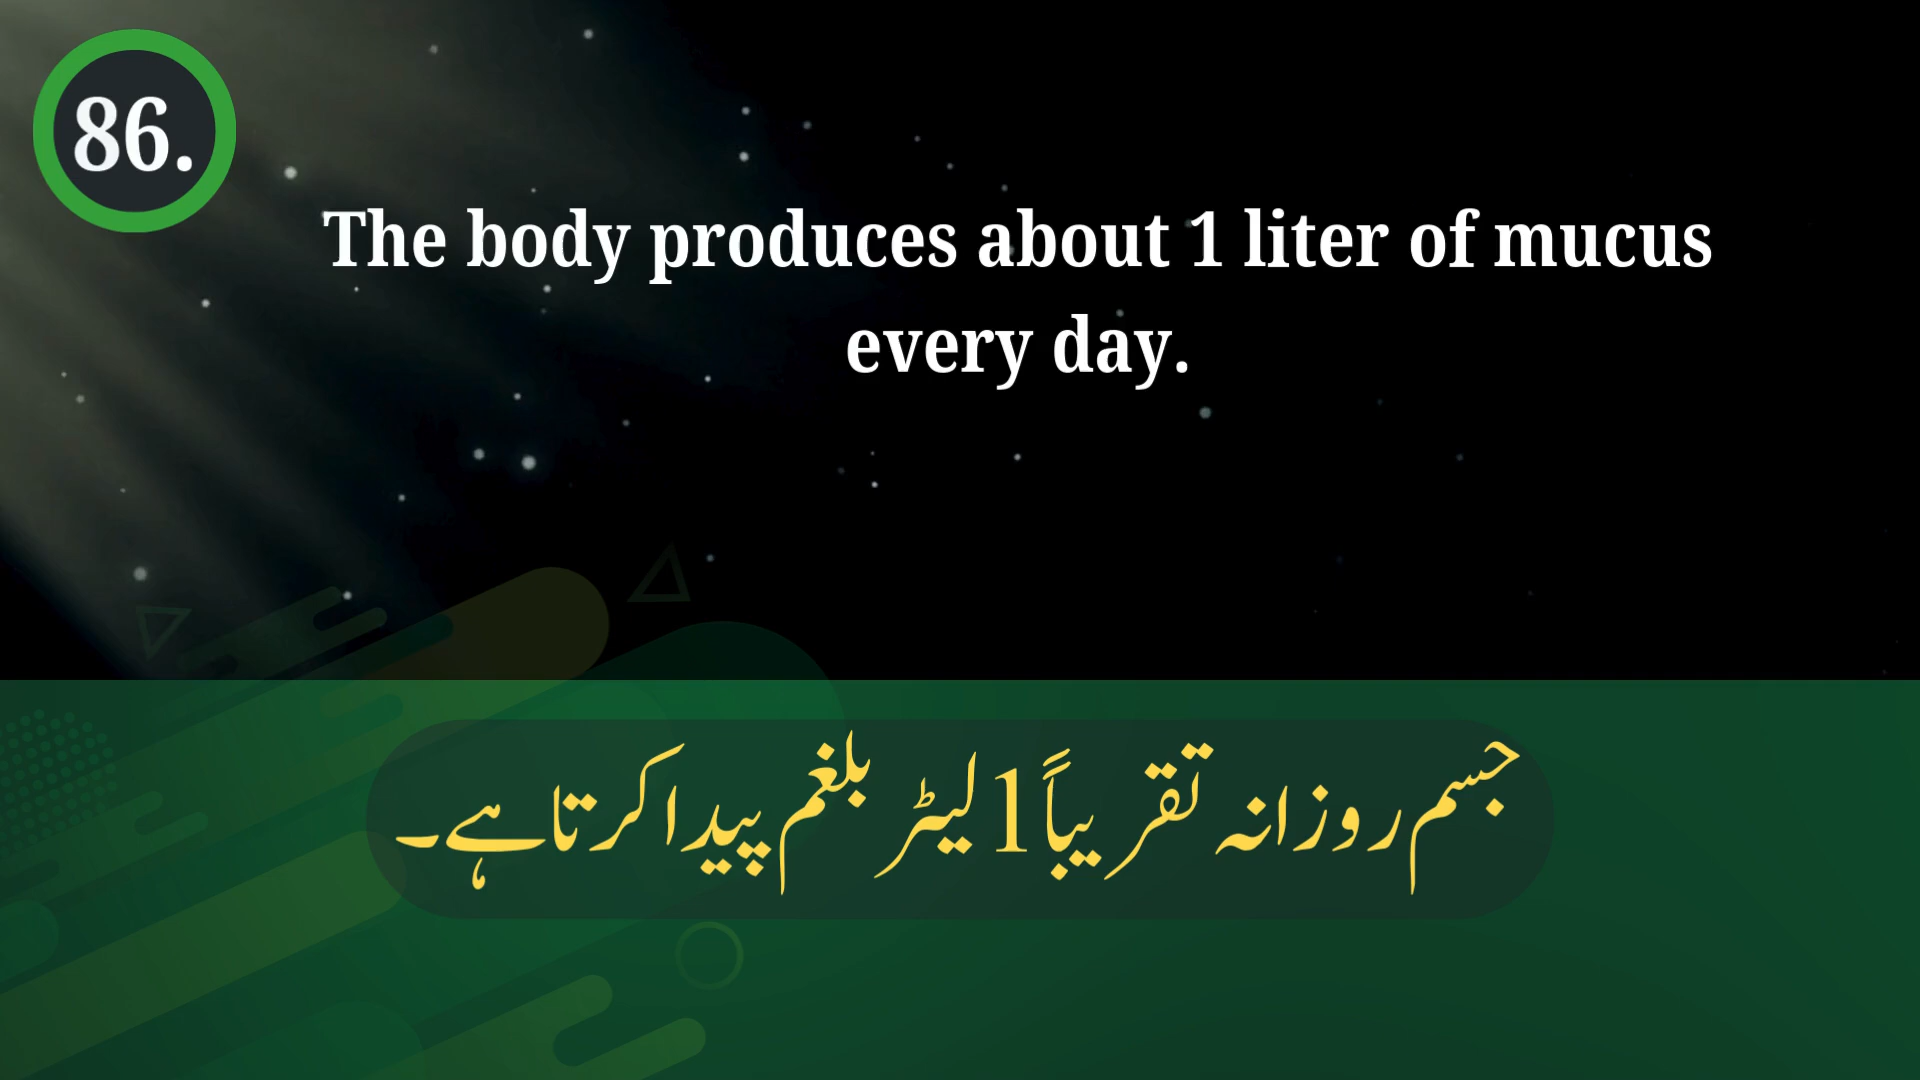 86.
The body produces about 1 liter of mucus
every day.
جسم روزانہ تقریباً 1 لیٹر بلغم پیدا کرتا ہے۔